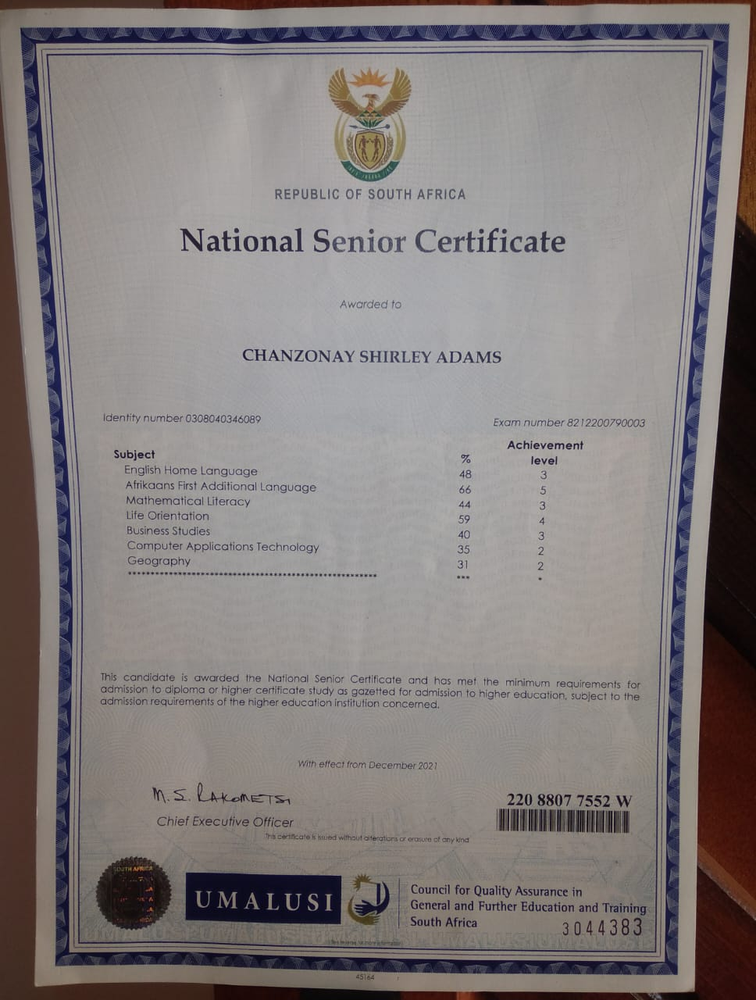 REPUBLIC OF SOUTH AFRICA
National Senior Certificate
Awarded to
CHANZONAY SHIRLEY ADAMS
Identity number 0308040346089 Exam number 8212200790003
Subject % Achievement level
English Home Language 48 3
Afrikaans First Additional Language 66 5
Mathematical Literacy 44 3
Life Orientation 59 4
Business Studies 40 3
Computer Applications Technology 35 2
Geography 31 2
*** *
This candidate is awarded the National Senior Certificate and has met the minimum requirements for
admission to diploma or higher certificate study as gazetted for admission to higher education, subject to the
admission requirements of the higher education institution concerned.
With effect from December 2021
M.S. RAKOMETSI
Chief Executive Officer
220 8807 7552 W
This certificate is issued without alterations or erasure of any kind
SOUTH AFRICA
UMALUSI
Council for Quality Assurance in
General and Further Education and Training
South Africa
3044383
45164